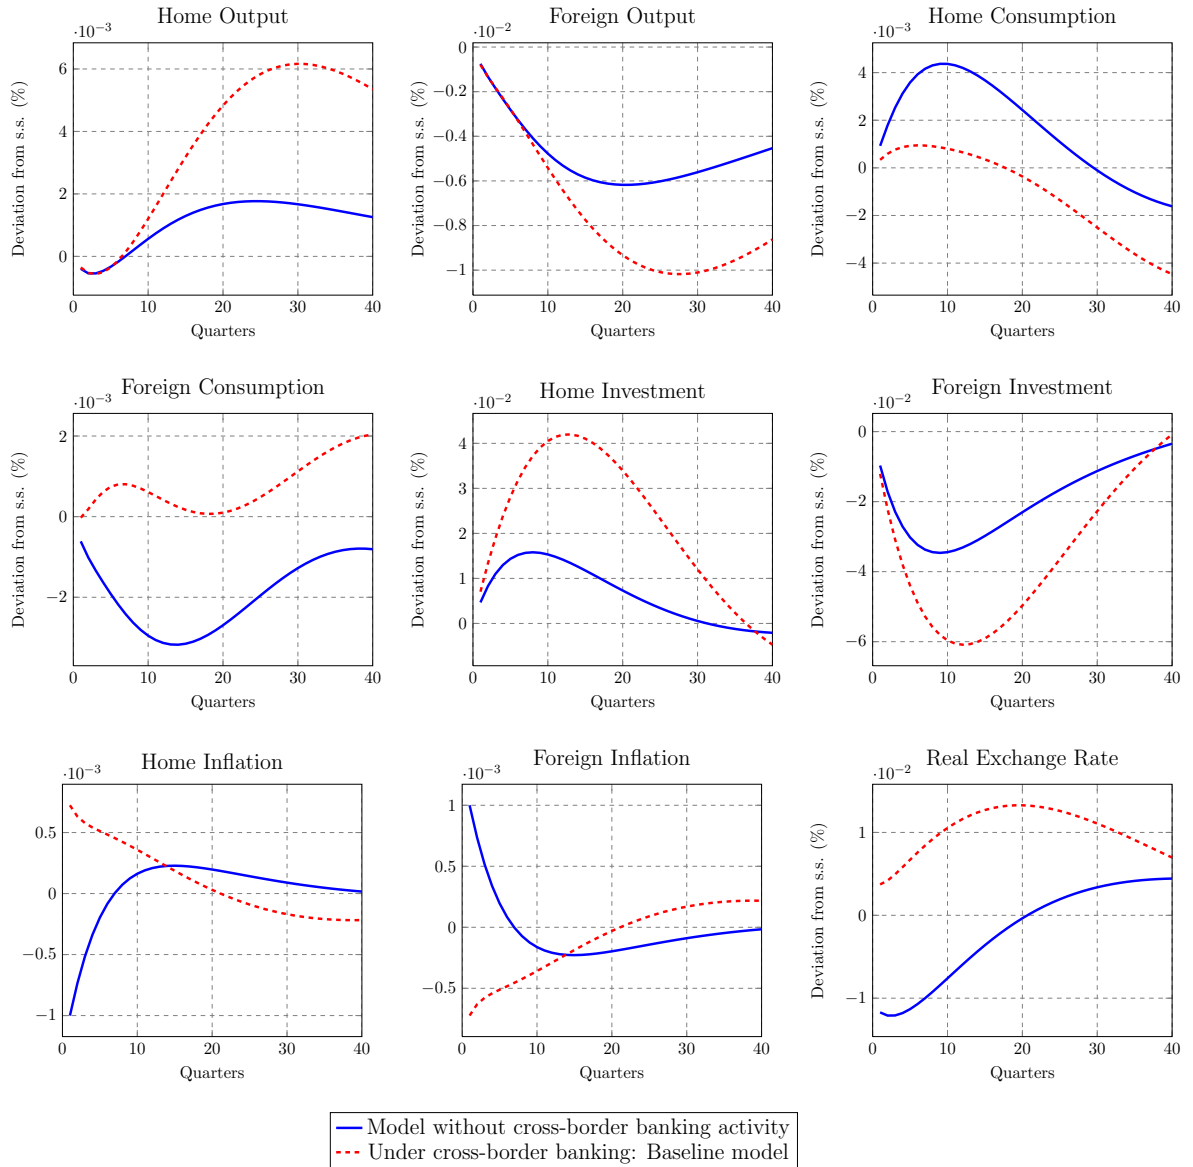 Home Output
·10⁻³
Deviation from s.s. (%)
6
4
2
0
0 10 20 30 40
Quarters
Foreign Output
·10⁻²
Deviation from s.s. (%)
0
−0.2
−0.4
−0.6
−0.8
−1
0 10 20 30 40
Quarters
Home Consumption
·10⁻³
Deviation from s.s. (%)
4
2
0
−2
−4
0 10 20 30 40
Quarters
Foreign Consumption
·10⁻³
Deviation from s.s. (%)
2
0
−2
0 10 20 30 40
Quarters
Home Investment
·10⁻²
Deviation from s.s. (%)
4
3
2
1
0
0 10 20 30 40
Quarters
Foreign Investment
·10⁻²
Deviation from s.s. (%)
0
−2
−4
−6
0 10 20 30 40
Quarters
Home Inflation
·10⁻³
0.5
0
−0.5
−1
0 10 20 30 40
Quarters
Foreign Inflation
·10⁻³
1
0.5
0
−0.5
0 10 20 30 40
Quarters
Real Exchange Rate
·10⁻²
Deviation from s.s. (%)
1
0
−1
0 10 20 30 40
Quarters
Model without cross-border banking activity
Under cross-border banking: Baseline model